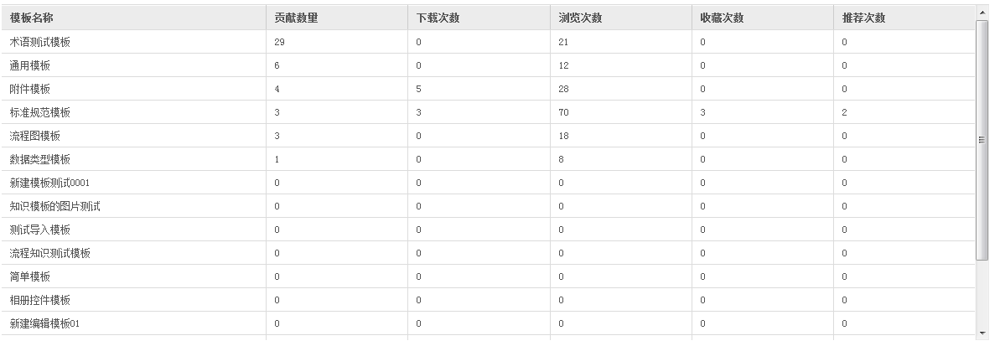 模板名称 贡献数量 下载次数 浏览次数 收藏次数 推荐次数
术语测试模板 29 0 21 0 0
通用模板 6 0 12 0 0
附件模板 4 5 28 0 0
标准规范模板 3 3 70 3 2
流程图模板 3 0 18 0 0
数据类型模板 1 0 8 0 0
新建模板测试0001 0 0 0 0 0
知识模板的图片测试 0 0 0 0 0
测试导入模板 0 0 0 0 0
流程知识测试模板 0 0 0 0 0
简单模板 0 0 0 0 0
相册控件模板 0 0 0 0 0
新建编辑模板01 0 0 0 0 0